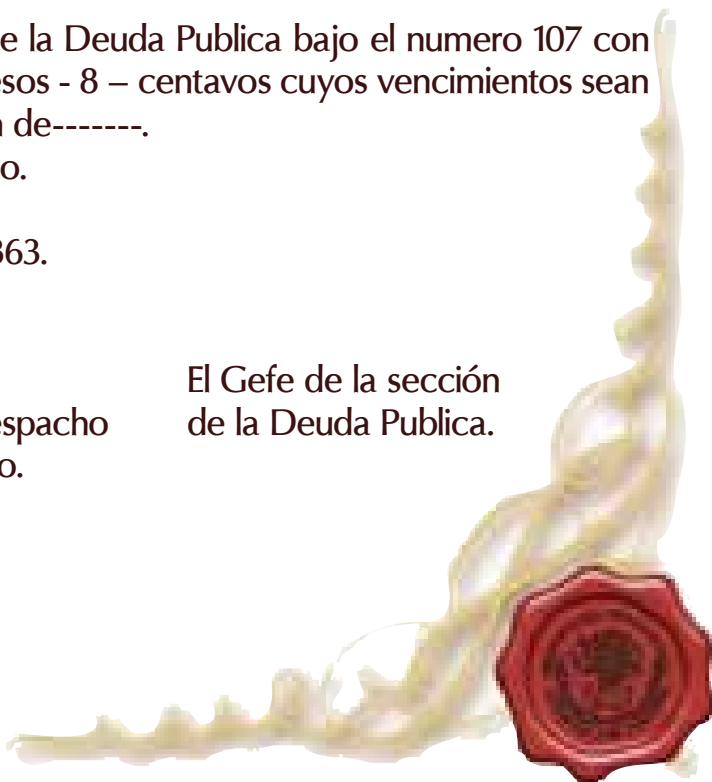 e la Deuda Publica bajo el numero 107 con
esos - 8 – centavos cuyos vencimientos sean
de-------.
o.
363.
El Gefe de la sección
espacho de la Deuda Publica.
o.